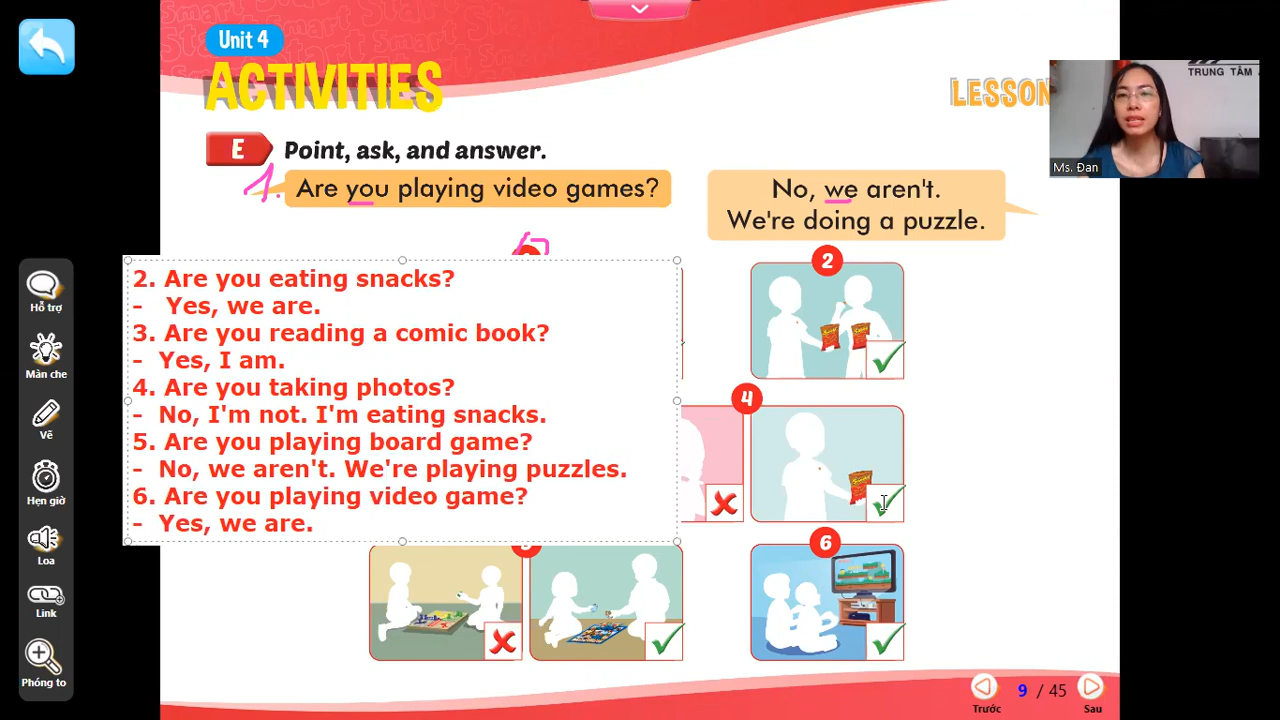 Unit 4
ACTIVITIES
LESSON
TRUNG TÂM
Ms. Đan
E Point, ask, and answer.
1. Are you playing video games?
No, we aren't.
We're doing a puzzle.
2. Are you eating snacks?
- Yes, we are.
3. Are you reading a comic book?
- Yes, I am.
4. Are you taking photos?
- No, I'm not. I'm eating snacks.
5. Are you playing board game?
- No, we aren't. We're playing puzzles.
6. Are you playing video game?
- Yes, we are.
2
4
6
Hỗ trợ
Màn che
Vẽ
Hẹn giờ
Loa
Link
Phóng to
9 / 45
Trước
Sau